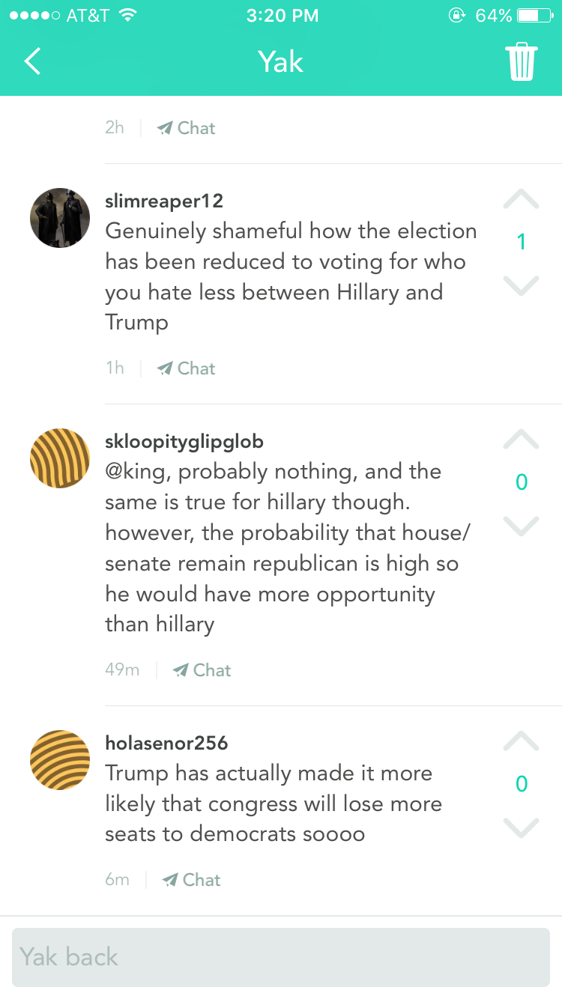 AT&T 3:20 PM 64%
Yak
2h Chat
slimreaper12
Genuinely shameful how the election
has been reduced to voting for who
you hate less between Hillary and
Trump
1
1h Chat
skloopityglipglob
@king, probably nothing, and the
same is true for hillary though.
however, the probability that house/
senate remain republican is high so
he would have more opportunity
than hillary
0
49m Chat
holasenor256
Trump has actually made it more
likely that congress will lose more
seats to democrats soooo
0
6m Chat
Yak back